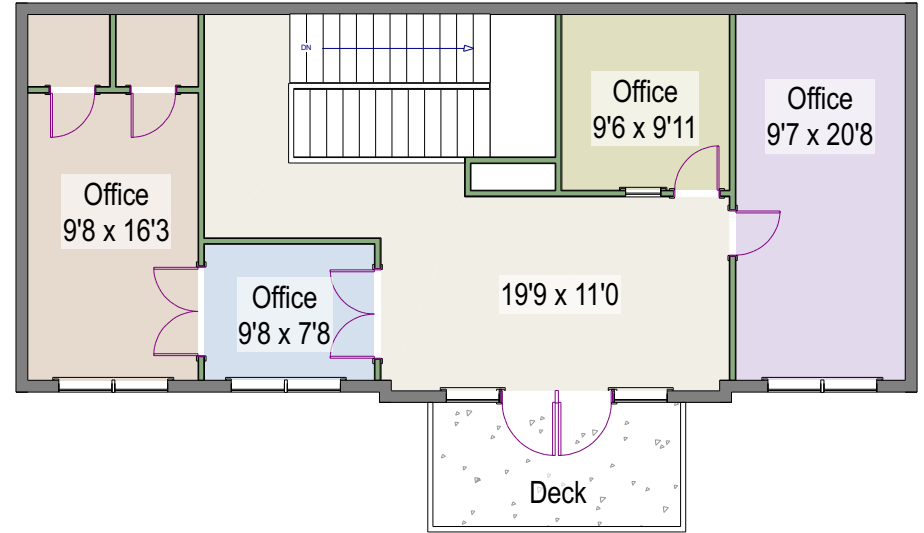 DN
Office
9'6 x 9'11
Office
9'7 x 20'8
Office
9'8 x 16'3
Office
9'8 x 7'8
19'9 x 11'0
Deck